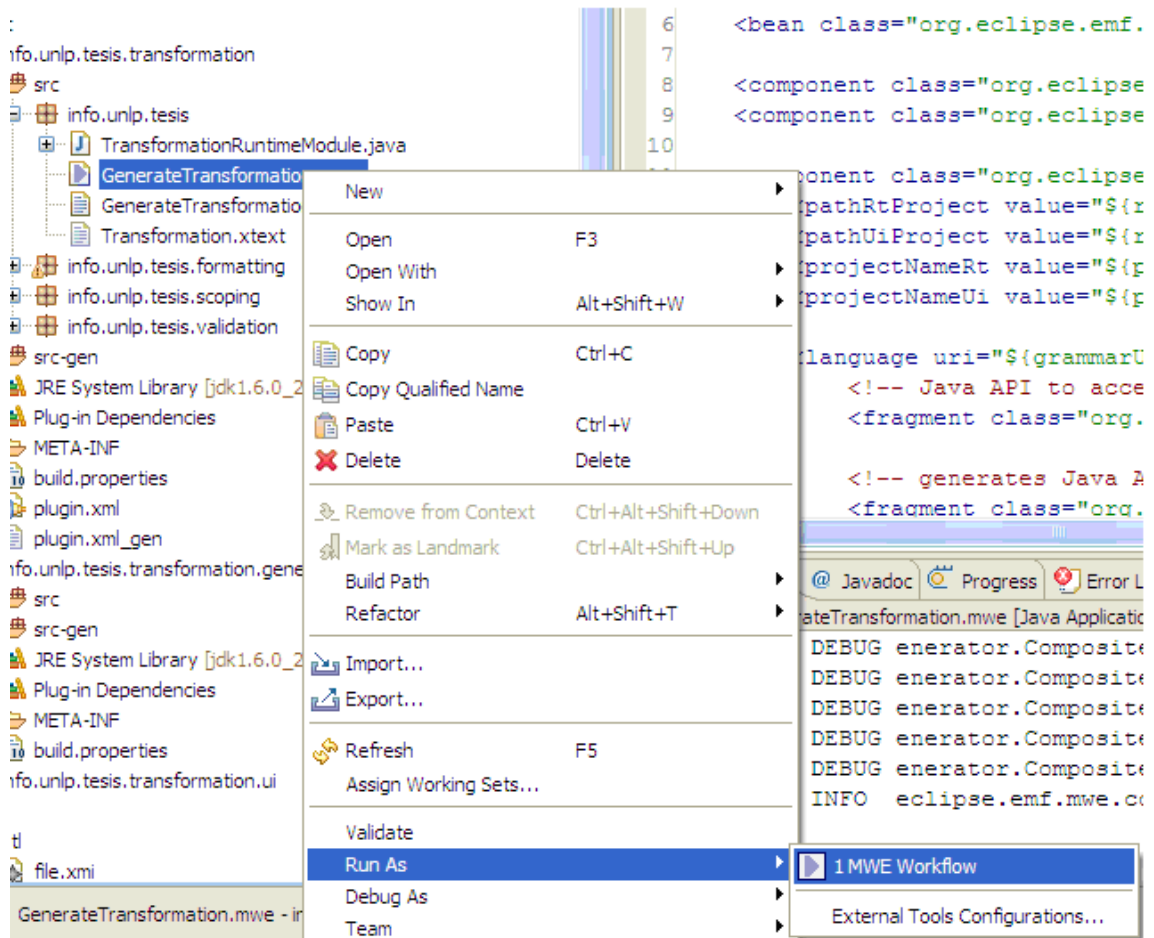 nfo.unlp.tesis.transformation
src
info.unlp.tesis
TransformationRuntimeModule.java
GenerateTransformatio
GenerateTransformatio
Transformation.xtext
info.unlp.tesis.formatting
info.unlp.tesis.scoping
info.unlp.tesis.validation
src-gen
JRE System Library [jdk1.6.0_2
Plug-in Dependencies
META-INF
build.properties
plugin.xml
plugin.xml_gen
nfo.unlp.tesis.transformation.gene
src
src-gen
JRE System Library [jdk1.6.0_2
Plug-in Dependencies
META-INF
build.properties
nfo.unlp.tesis.transformation.ui
tl
file.xmi
GenerateTransformation.mwe - in
New
Open F3
Open With
Show In Alt+Shift+W
Copy Ctrl+C
Copy Qualified Name
Paste Ctrl+V
Delete Delete
Remove from Context Ctrl+Alt+Shift+Down
Mark as Landmark Ctrl+Alt+Shift+Up
Build Path
Refactor Alt+Shift+T
Import...
Export...
Refresh F5
Assign Working Sets...
Validate
Run As
Debug As
Team
1 MWE Workflow
External Tools Configurations...
6 <bean class="org.eclipse.emf.
7
8 <component class="org.eclipse
9 <component class="org.eclipse
10
ponent class="org.eclipse
pathRtProject value="${r
pathUiProject value="${r
projectNameRt value="${p
projectNameUi value="${p
language uri="${grammarU
<!-- Java API to acce
<fragment class="org.
<!-- generates Java A
<fragment class="org.
@ Javadoc Progress Error L
ateTransformation.mwe [Java Applicatio
DEBUG enerator.Composite
DEBUG enerator.Composite
DEBUG enerator.Composite
DEBUG enerator.Composite
DEBUG enerator.Composite
INFO eclipse.emf.mwe.co